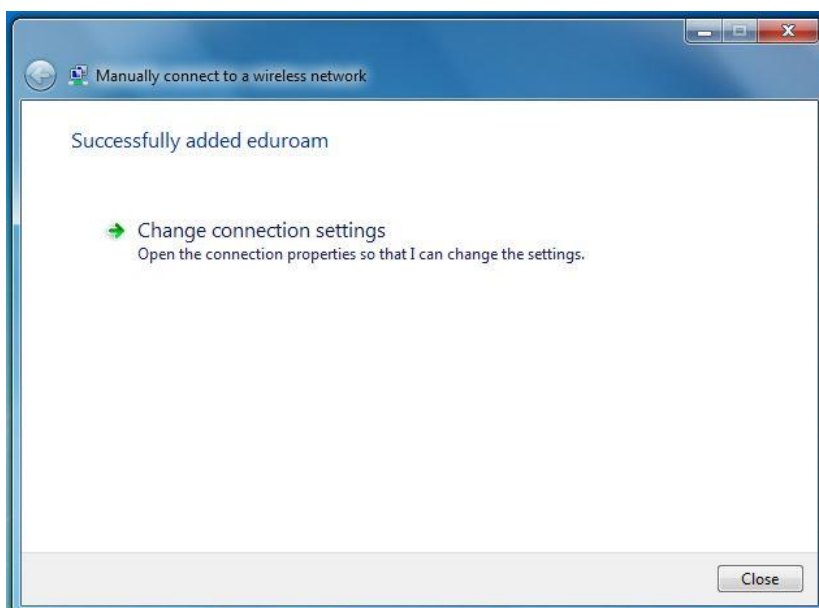 Manually connect to a wireless network
Successfully added eduroam
Change connection settings
Open the connection properties so that I can change the settings.
Close